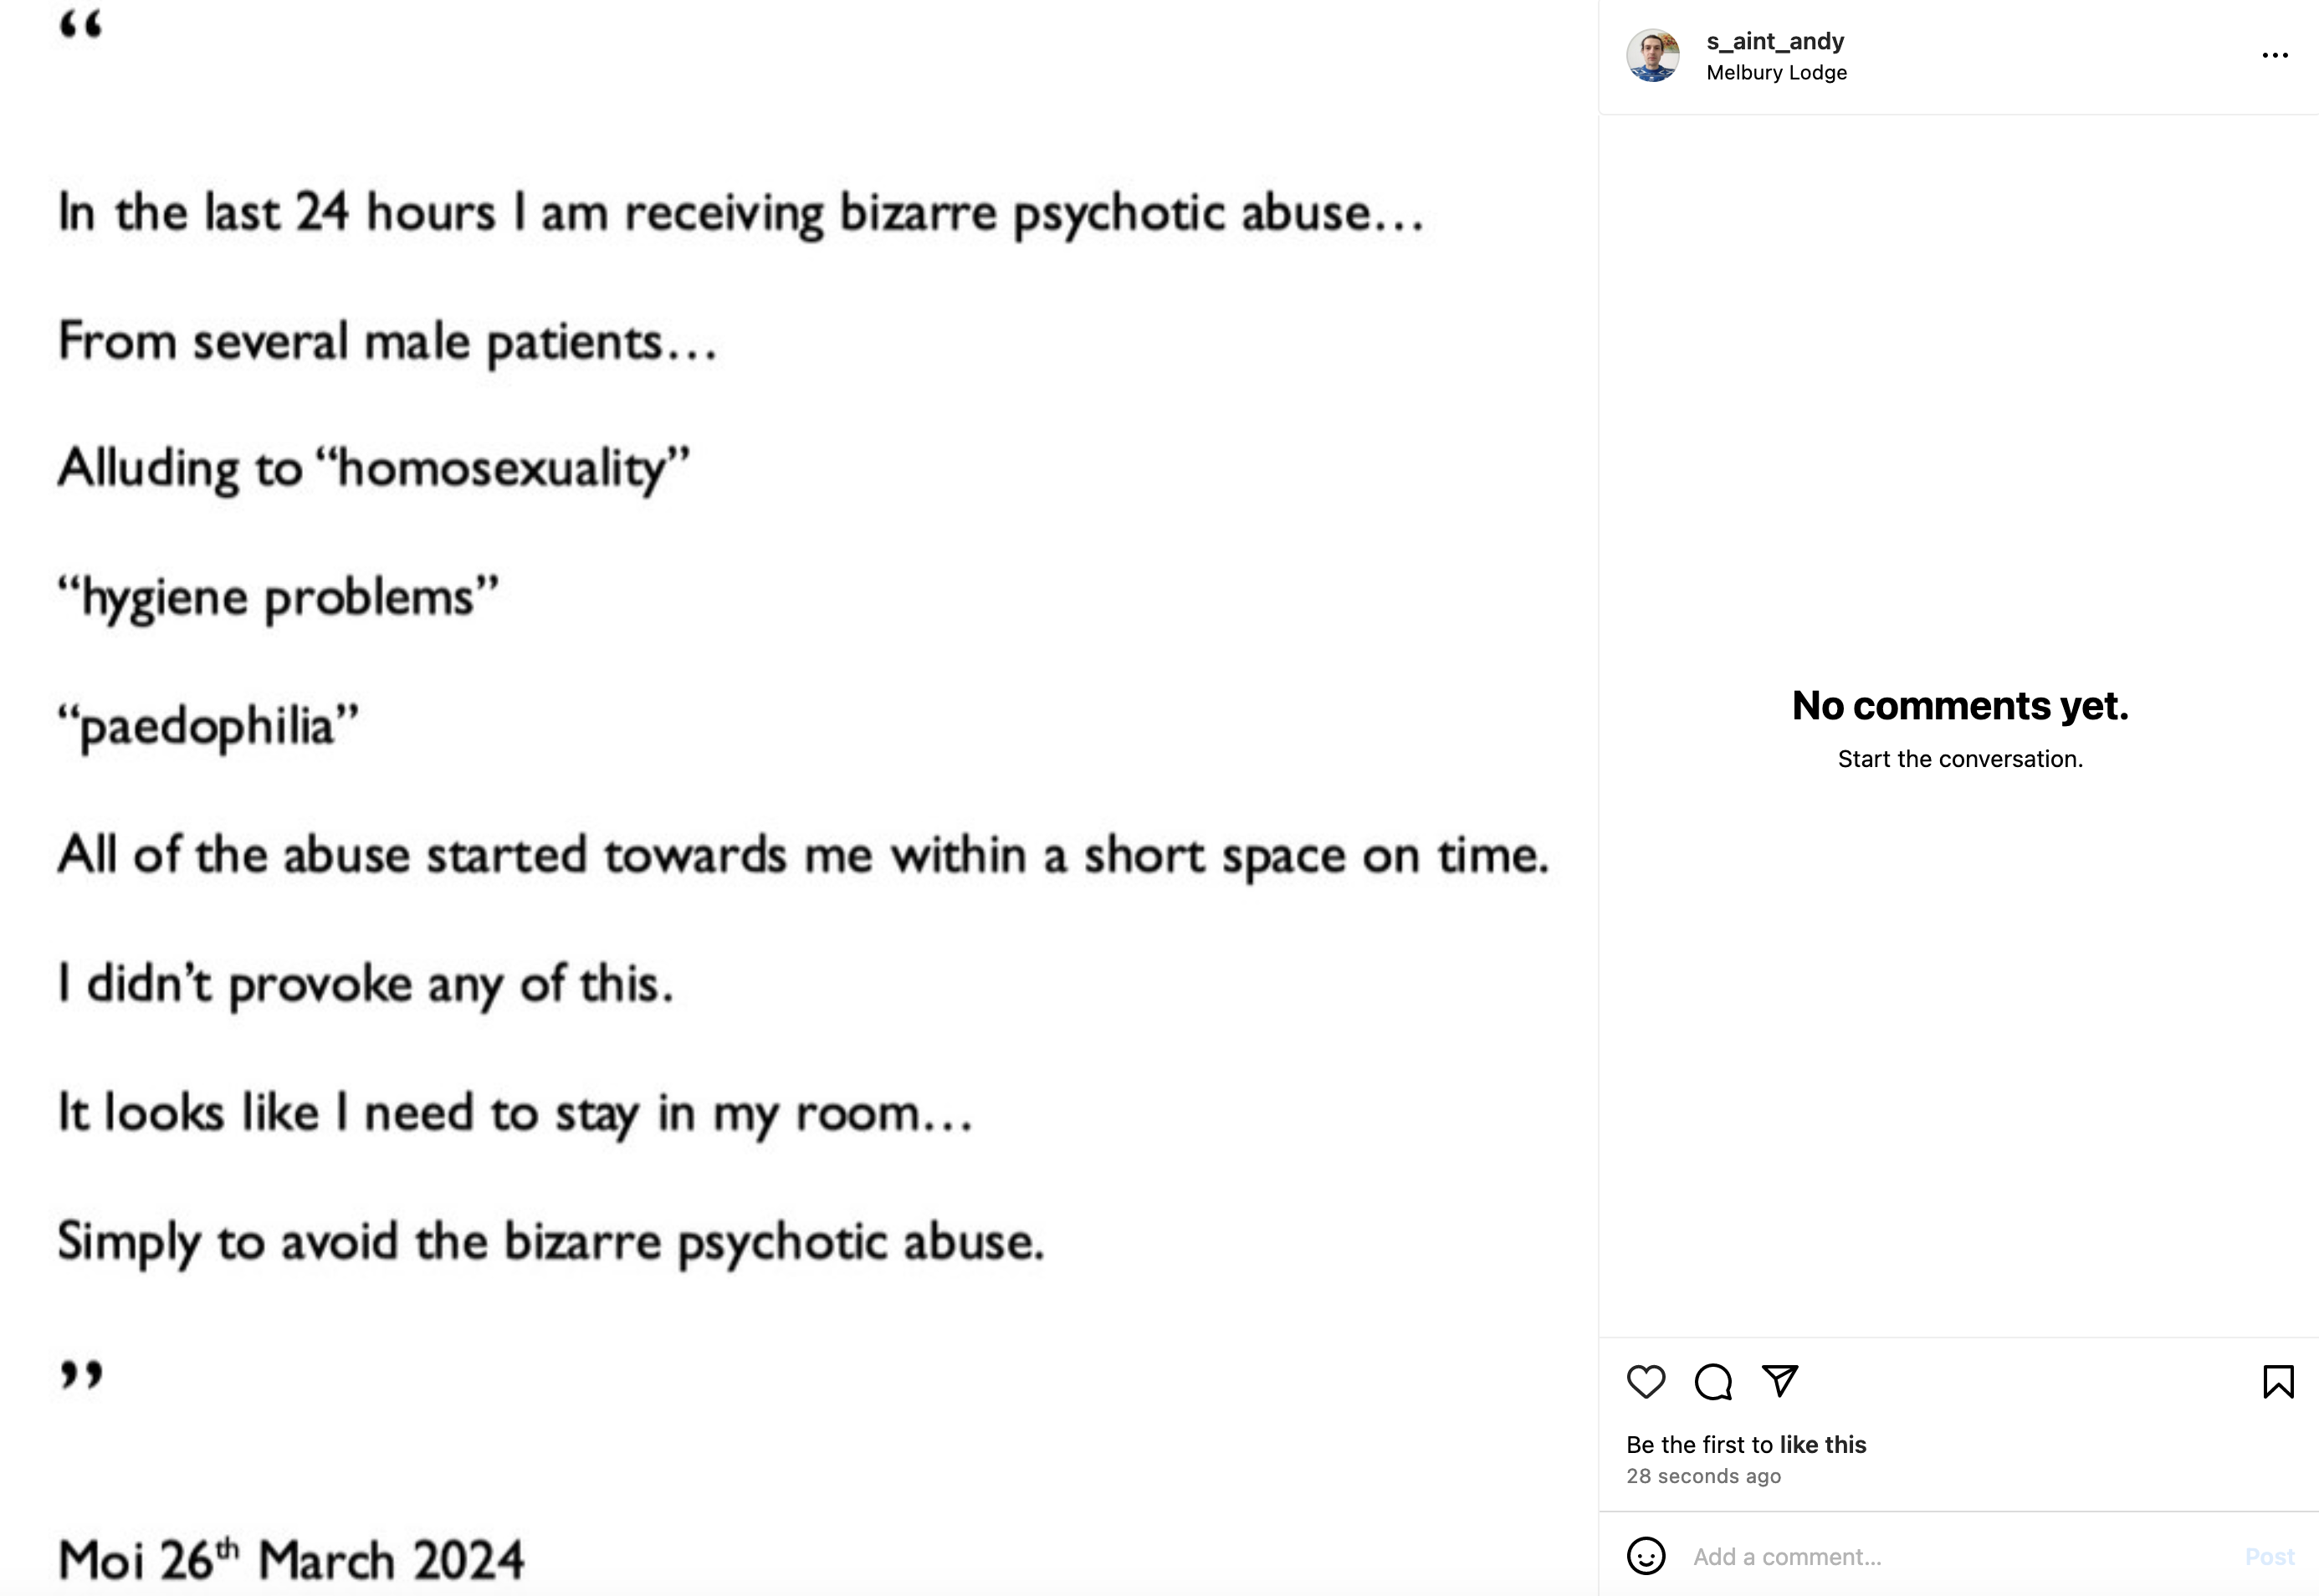 “
In the last 24 hours I am receiving bizarre psychotic abuse…
From several male patients…
Alluding to “homosexuality”
“hygiene problems”
“paedophilia”
All of the abuse started towards me within a short space on time.
I didn’t provoke any of this.
It looks like I need to stay in my room…
Simply to avoid the bizarre psychotic abuse.
”
Moi 26th March 2024
s_aint_andy
Melbury Lodge
No comments yet.
Start the conversation.
Be the first to like this
28 seconds ago
Add a comment...
Post